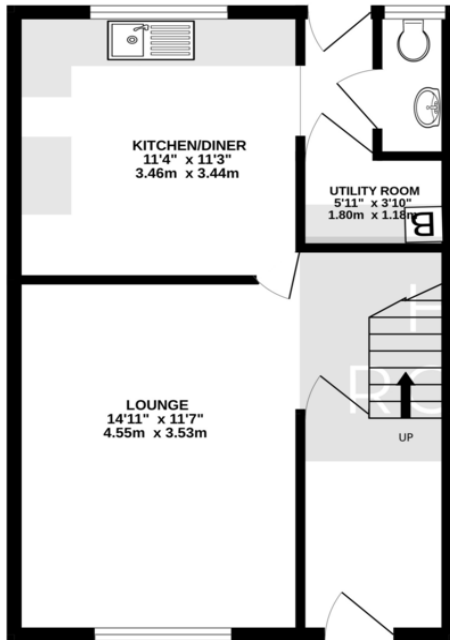 KITCHEN/DINER
11'4" x 11'3"
3.46m x 3.44m
UTILITY ROOM
5'11" x 3'10"
1.80m x 1.18m
B
LOUNGE
14'11" x 11'7"
4.55m x 3.53m
UP